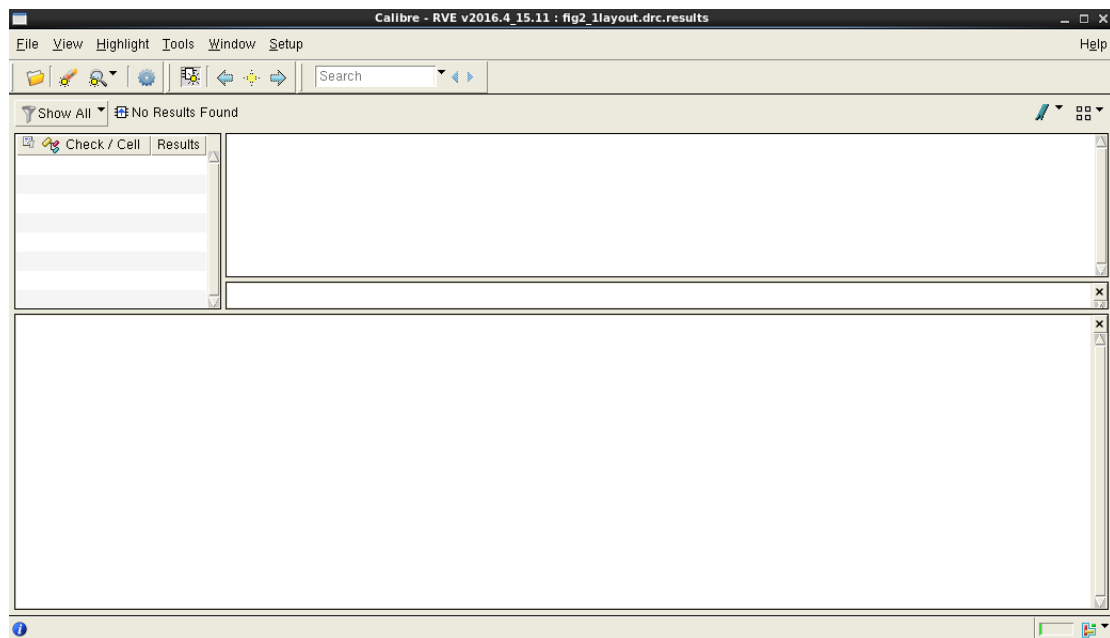 Calibre - RVE v2016.4_15.11 : fig2_1layout.drc.results
File View Highlight Tools Window Setup Help
Search
Show All No Results Found
Check / Cell Results